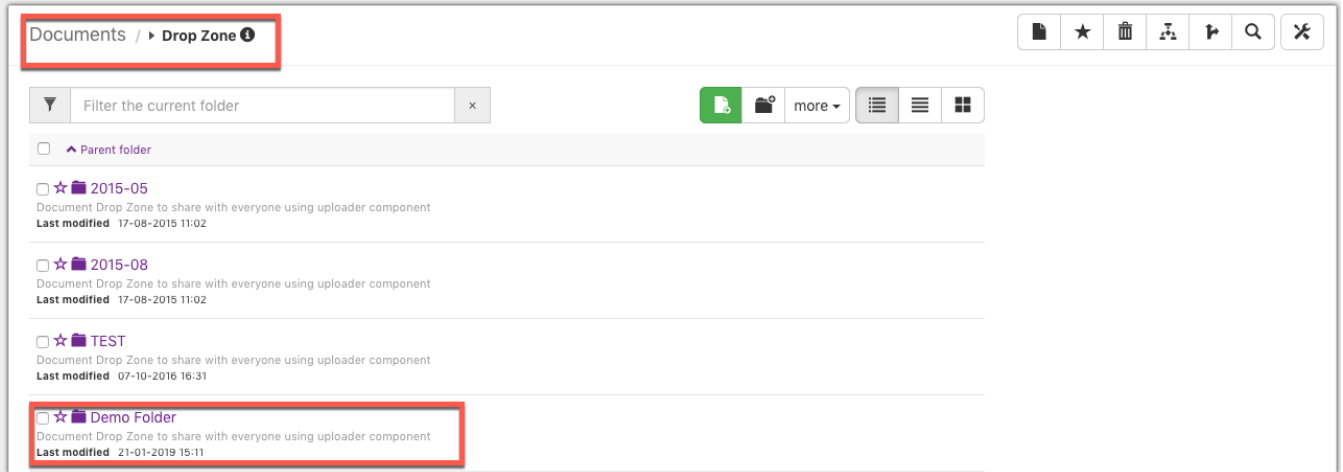 Documents / Drop Zone
Filter the current folder ×
more
Parent folder
2015-05
Document Drop Zone to share with everyone using uploader component
Last modified 17-08-2015 11:02
2015-08
Document Drop Zone to share with everyone using uploader component
Last modified 17-08-2015 11:02
TEST
Document Drop Zone to share with everyone using uploader component
Last modified 07-10-2016 16:31
Demo Folder
Document Drop Zone to share with everyone using uploader component
Last modified 21-01-2019 15:11